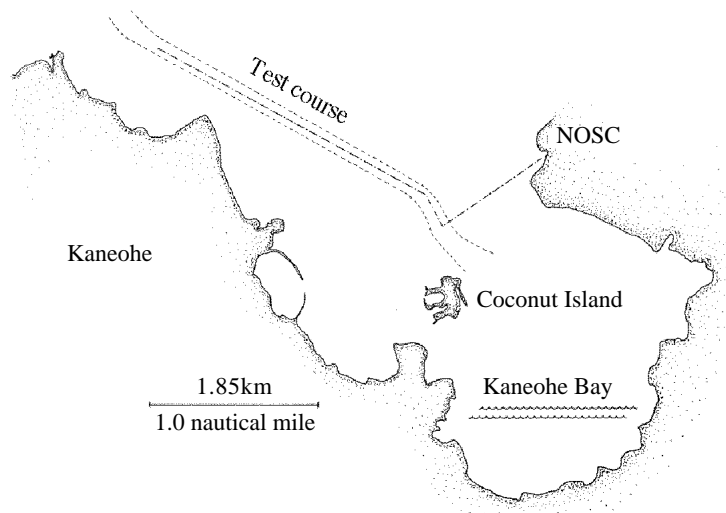 Test course
NOSC
Kaneohe
Coconut Island
1.85km
Kaneohe Bay
1.0 nautical mile